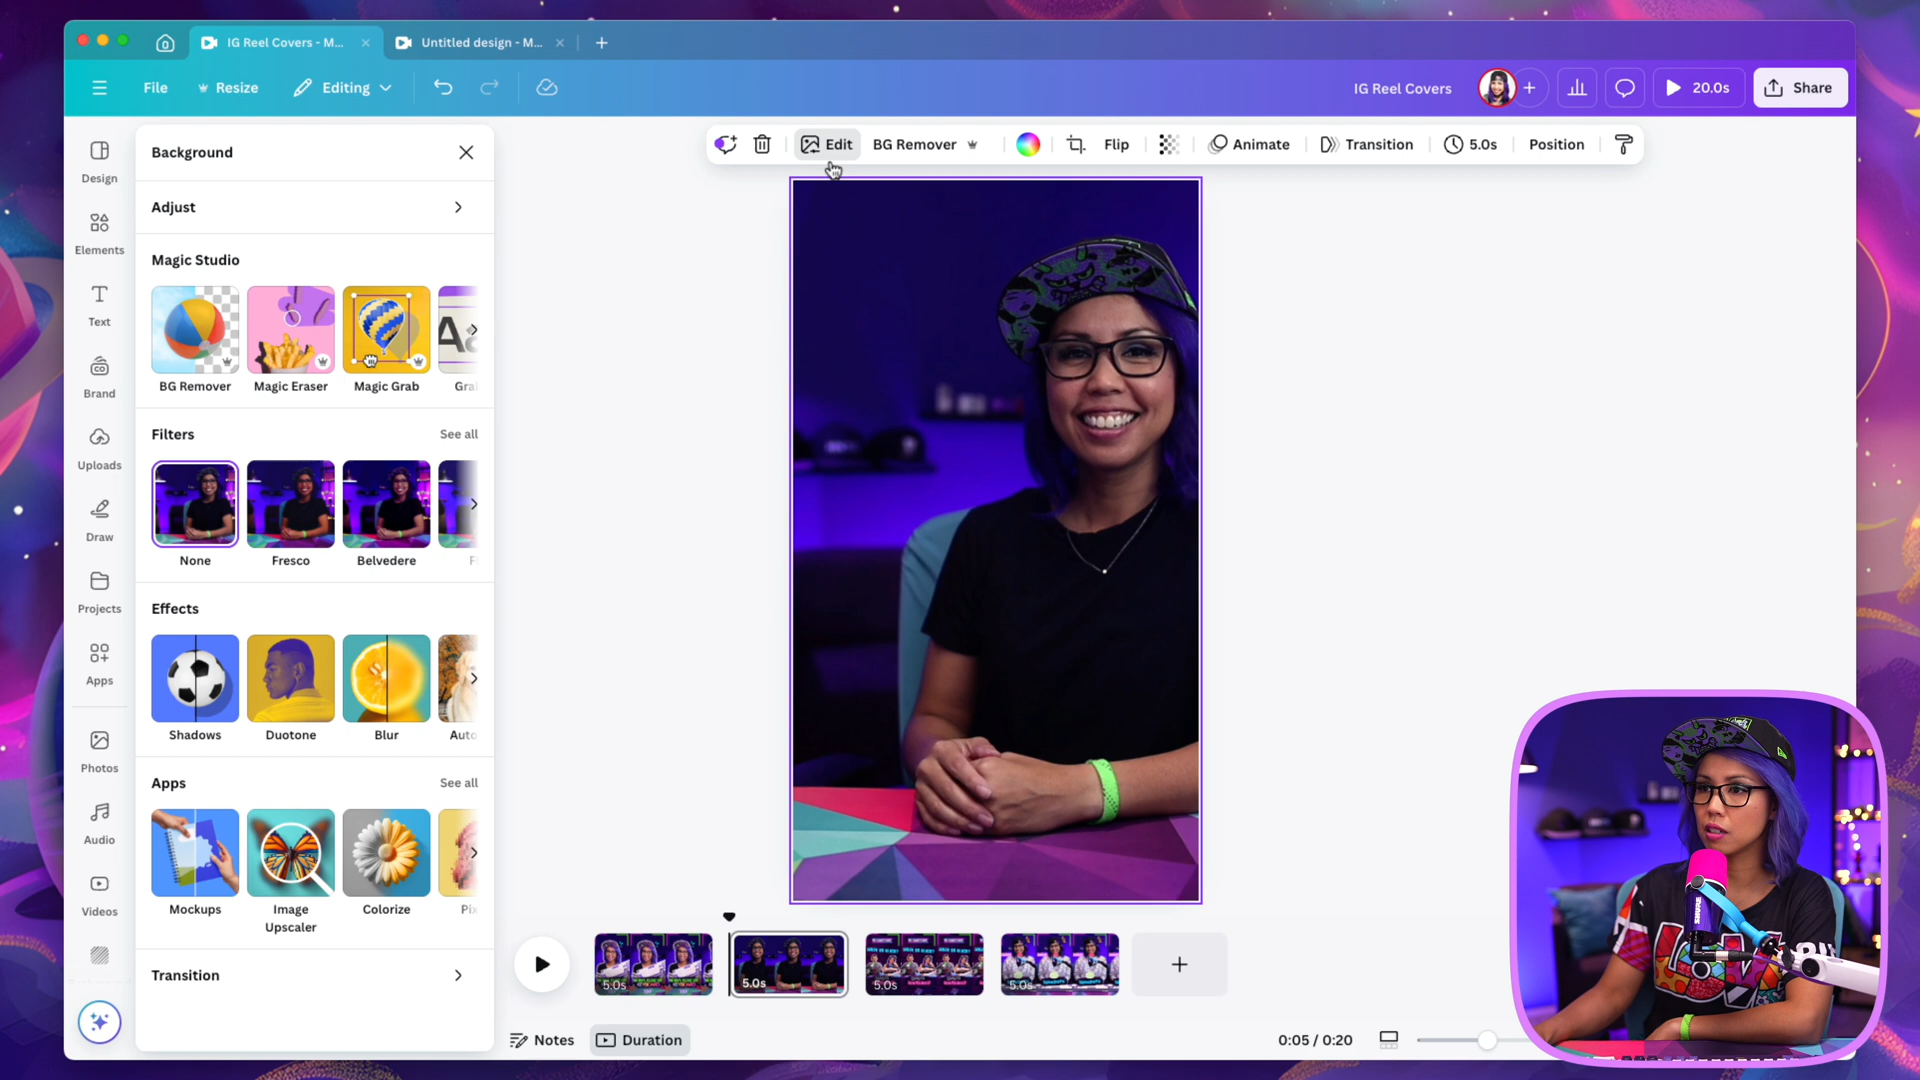 IG Reel Covers - M...
Untitled design - M...
File
Resize
Editing
IG Reel Covers
20.0s
Share
Design
Elements
Text
Brand
Uploads
Draw
Projects
Apps
Photos
Audio
Videos
Background
Adjust
Magic Studio
BG Remover
Magic Eraser
Magic Grab
Gra
Filters
See all
None
Fresco
Belvedere
F
Effects
Shadows
Duotone
Blur
Auto
Apps
See all
Mockups
Image
Upscaler
Colorize
Pix
Transition
Edit
BG Remover
Flip
Animate
Transition
5.0s
Position
5.0s
5.0s
5.0s
5.0s
Notes
Duration
0:05 / 0:20
SHURE